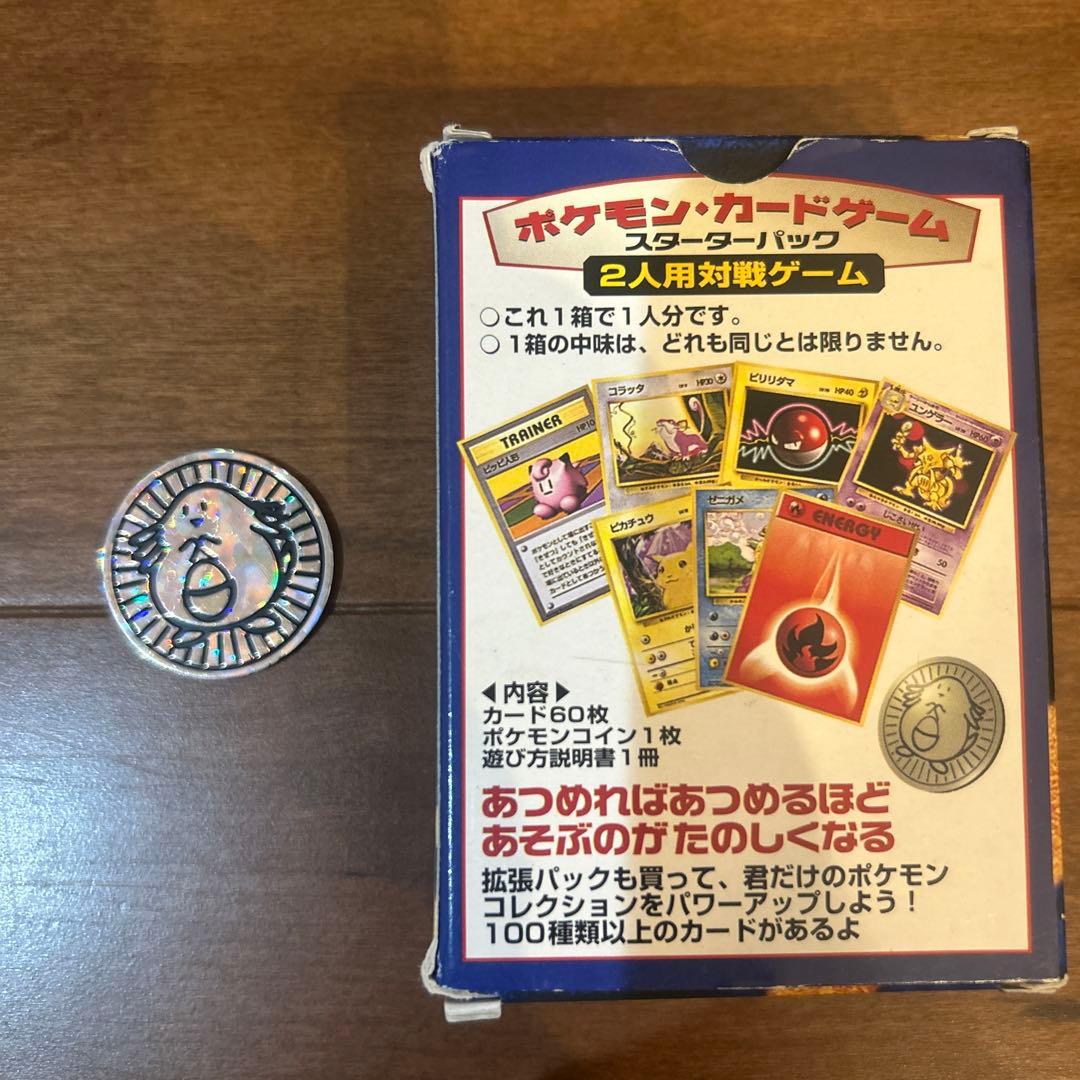 ポケモン・カードゲーム
スターターパック
2人用対戦ゲーム
○これ1箱で1人分です。
○1箱の中味は、どれも同じとは限りません。
TRAINER
HP10
ピッピ人形
コラッタ
HP30
ビリリダマ
HP40
ユンゲラー
HP60
50
ピカチュウ
ゼニガメ
ENERGY
◀内容▶
カード60枚
ポケモンコイン1枚
遊び方説明書1冊
あつめればあつめるほど
あそぶのがたのしくなる
拡張パックも買って、君だけのポケモン
コレクションをパワーアップしよう!
100種類以上のカードがあるよ